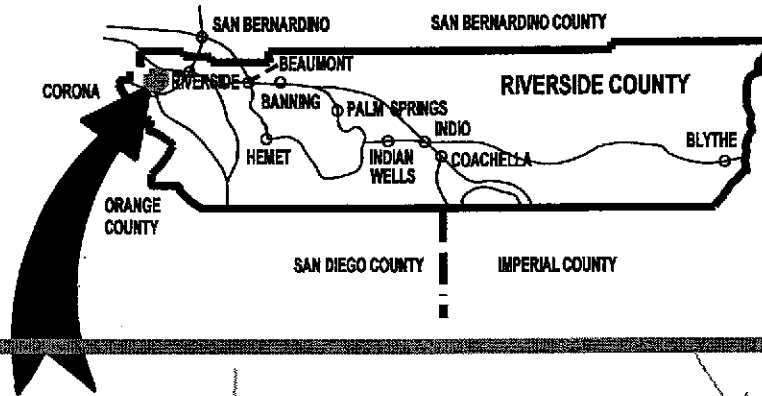 SAN BERNARDINO
SAN BERNARDINO COUNTY
BEAUMONT
CORONA
RIVERSIDE
RIVERSIDE COUNTY
BANNING
PALM SPRINGS
INDIO
BLYTHE
HEMET
INDIAN
WELLS
COACHELLA
ORANGE
COUNTY
SAN DIEGO COUNTY
IMPERIAL COUNTY